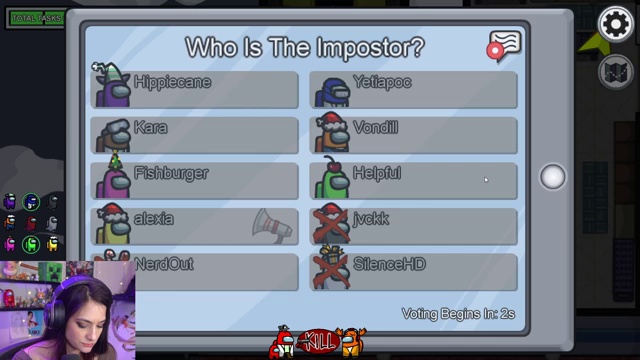 TOTAL TASKS
Who Is The Impostor?
Hippiecane
Yetiapoc
Kara
Vondill
Fishburger
Helpful
alexia
jvckk
NerdOut
SilenceHD
Voting Begins In: 2s
KILL